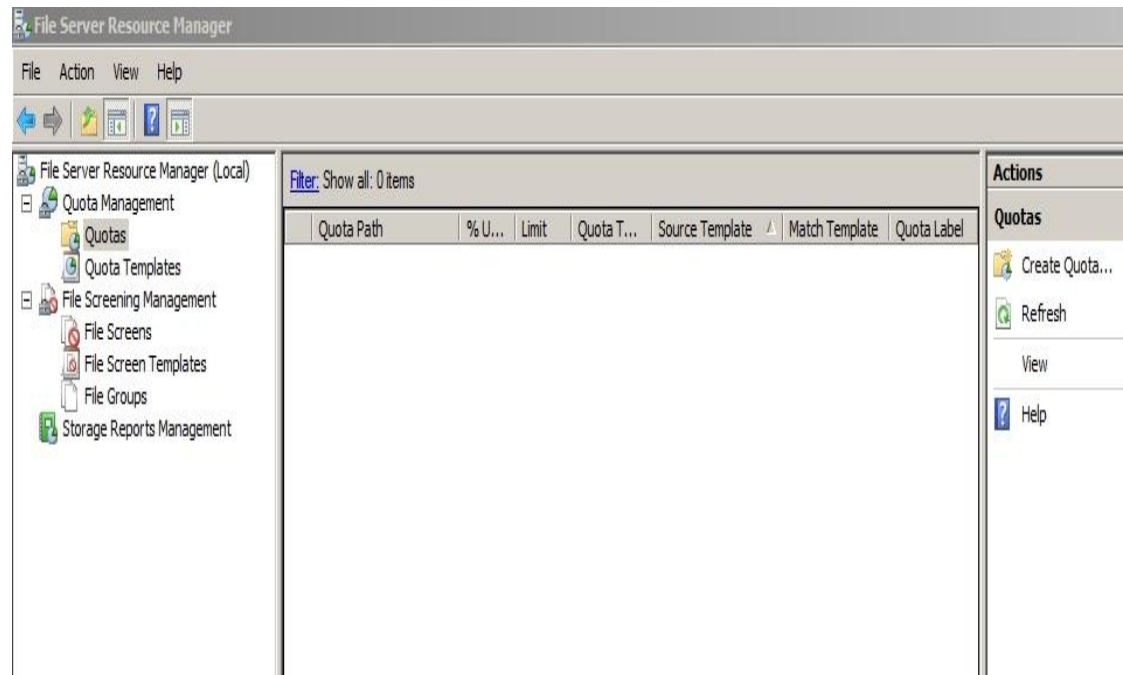 File Server Resource Manager
File Action View Help
File Server Resource Manager (Local)
Quota Management
Quotas
Quota Templates
File Screening Management
File Screens
File Screen Templates
File Groups
Storage Reports Management
Filter: Show all: 0 items
Quota Path % U... Limit Quota T... Source Template Match Template Quota Label
Actions
Quotas
Create Quota...
Refresh
View
Help